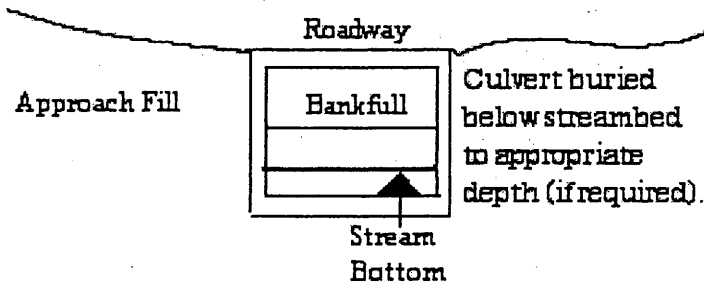 Roadway
Approach Fill
Bankfull
Culvert buried
below streambed
to appropriate
depth (if required).
Stream
Bottom